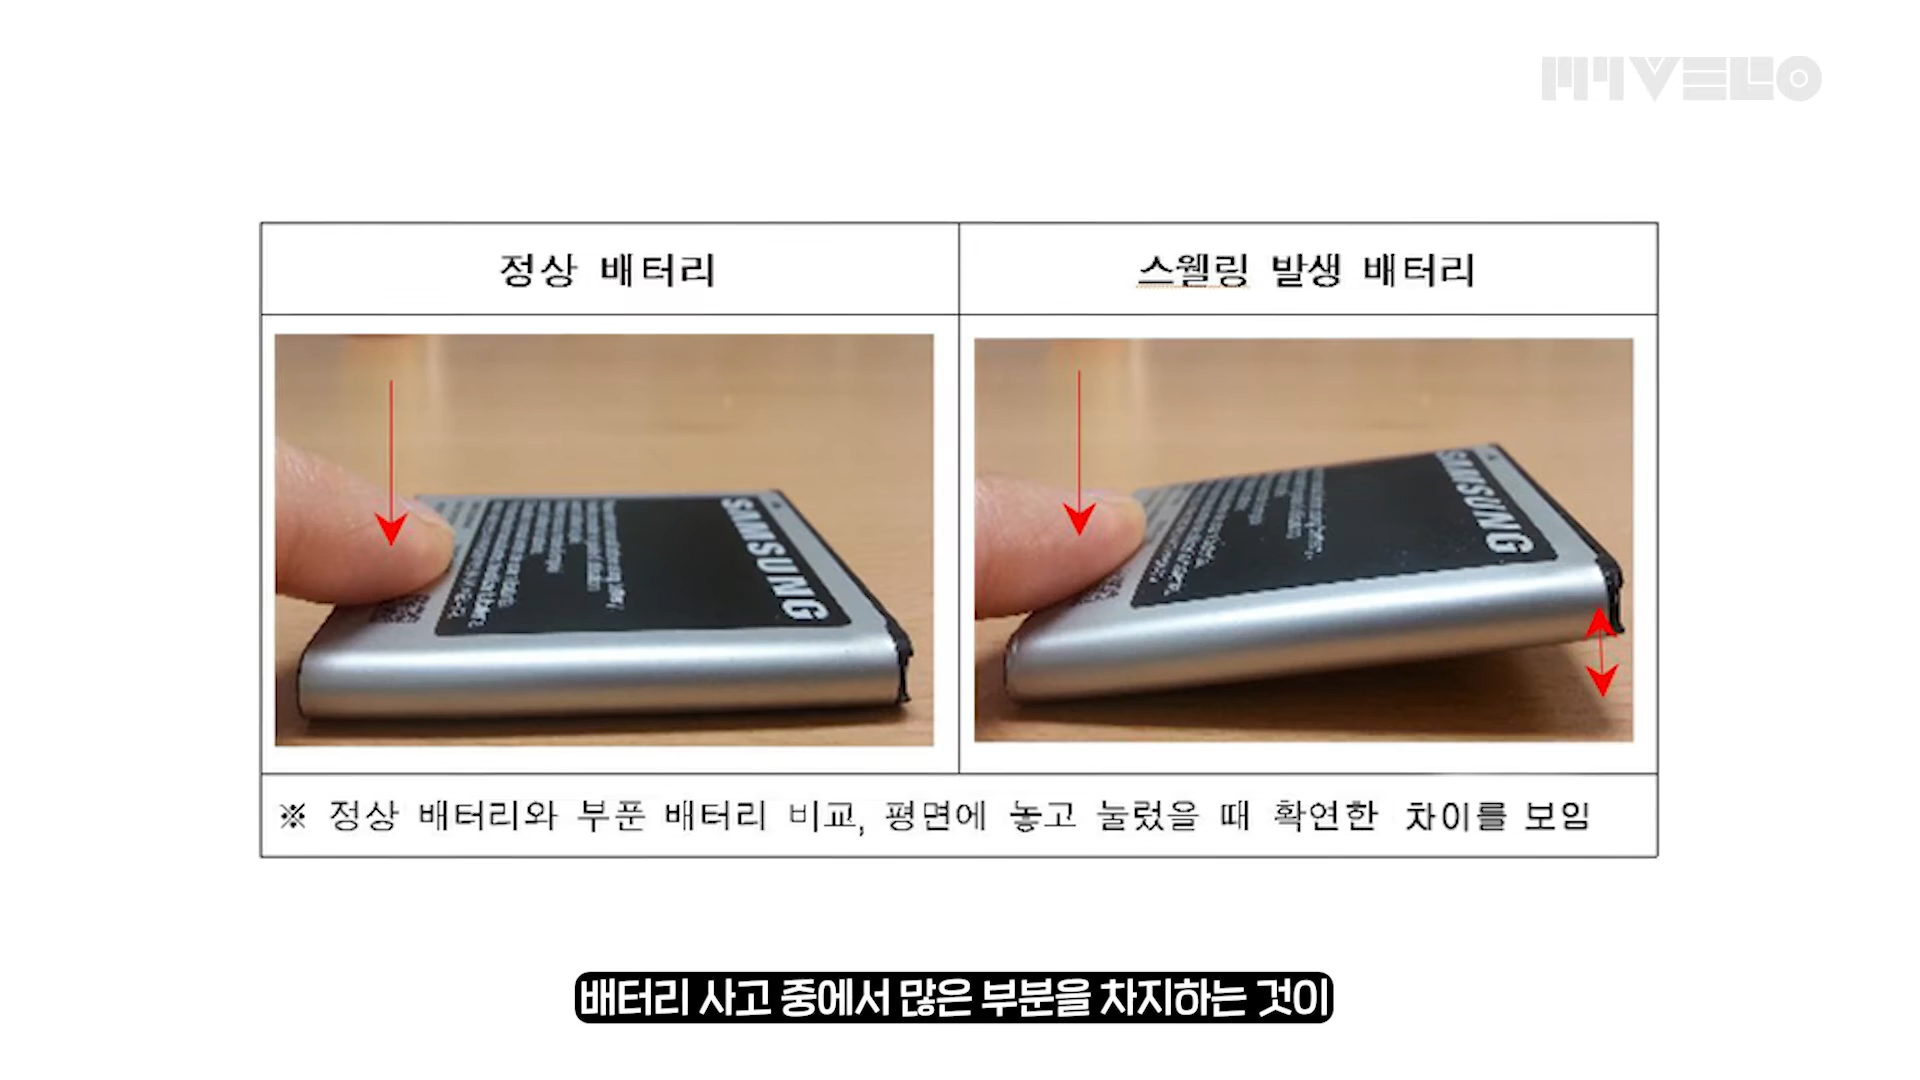 MYVELO
정상 배터리
스웰링 발생 배터리
SAMSUNG
SAMSUNG
※ 정상 배터리와 부푼 배터리 비교, 평면에 놓고 눌렀을 때 확연한 차이를 보임
배터리 사고 중에서 많은 부분을 차지하는 것이